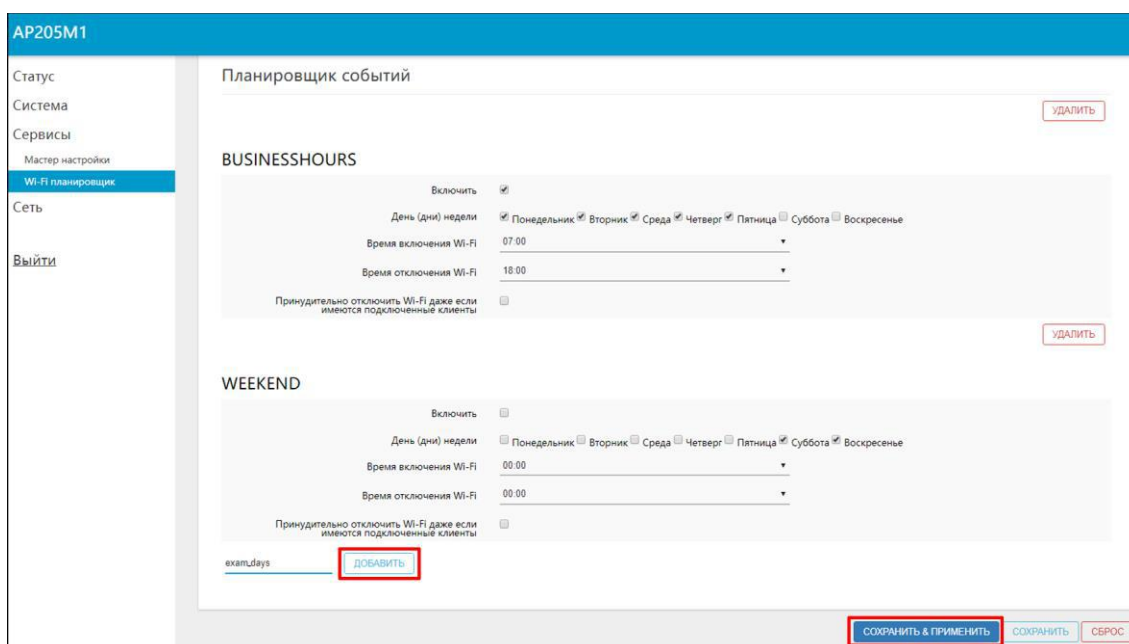 AP205M1
Статус
Система
Сервисы
Мастер настройки
Wi-Fi планировщик
Сеть
Выйти
Планировщик событий
УДАЛИТЬ
BUSINESSHOURS
Включить
День (дни) недели Понедельник Вторник Среда Четверг Пятница Суббота Воскресенье
Время включения Wi-Fi 07:00
Время отключения Wi-Fi 18:00
Принудительно отключить Wi-Fi даже если
имеются подключенные клиенты
УДАЛИТЬ
WEEKEND
Включить
День (дни) недели Понедельник Вторник Среда Четверг Пятница Суббота Воскресенье
Время включения Wi-Fi 00:00
Время отключения Wi-Fi 00:00
Принудительно отключить Wi-Fi даже если
имеются подключенные клиенты
exam_days ДОБАВИТЬ
СОХРАНИТЬ & ПРИМЕНИТЬ СОХРАНИТЬ СБРОС